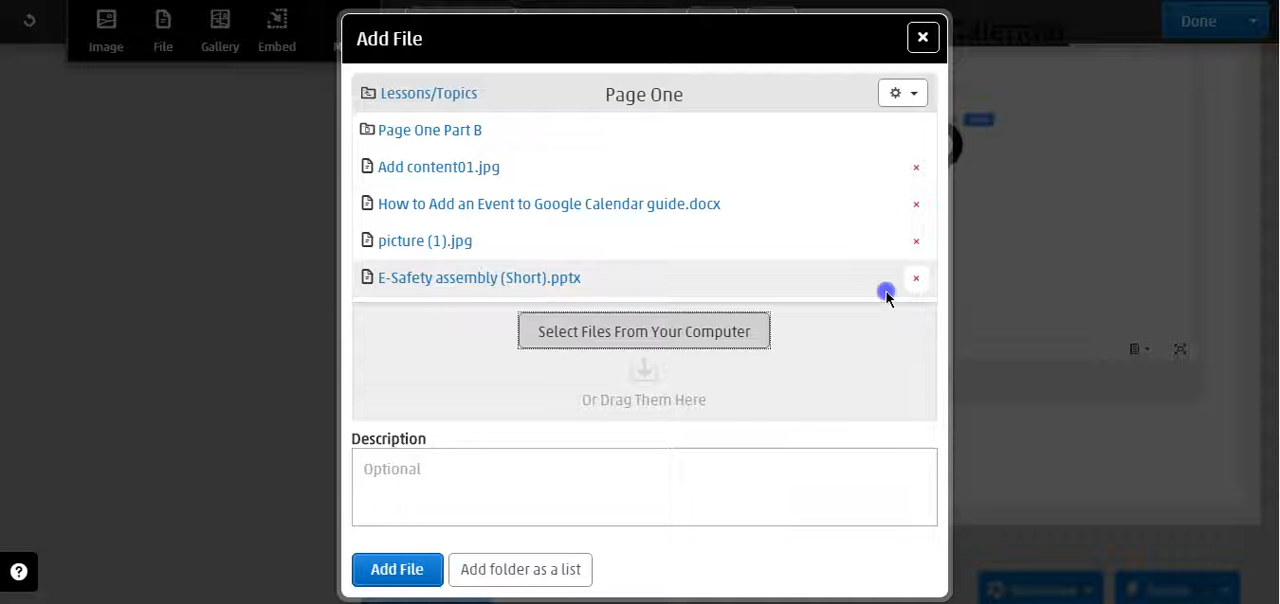 Add File
Done
Image File Gallery Embed
Lessons/Topics Page One
Page One Part B
Add content01.jpg
How to Add an Event to Google Calendar guide.docx
picture (1).jpg
E-Safety assembly (Short).pptx
Select Files From Your Computer
Or Drag Them Here
Description
Optional
Add File Add folder as a list